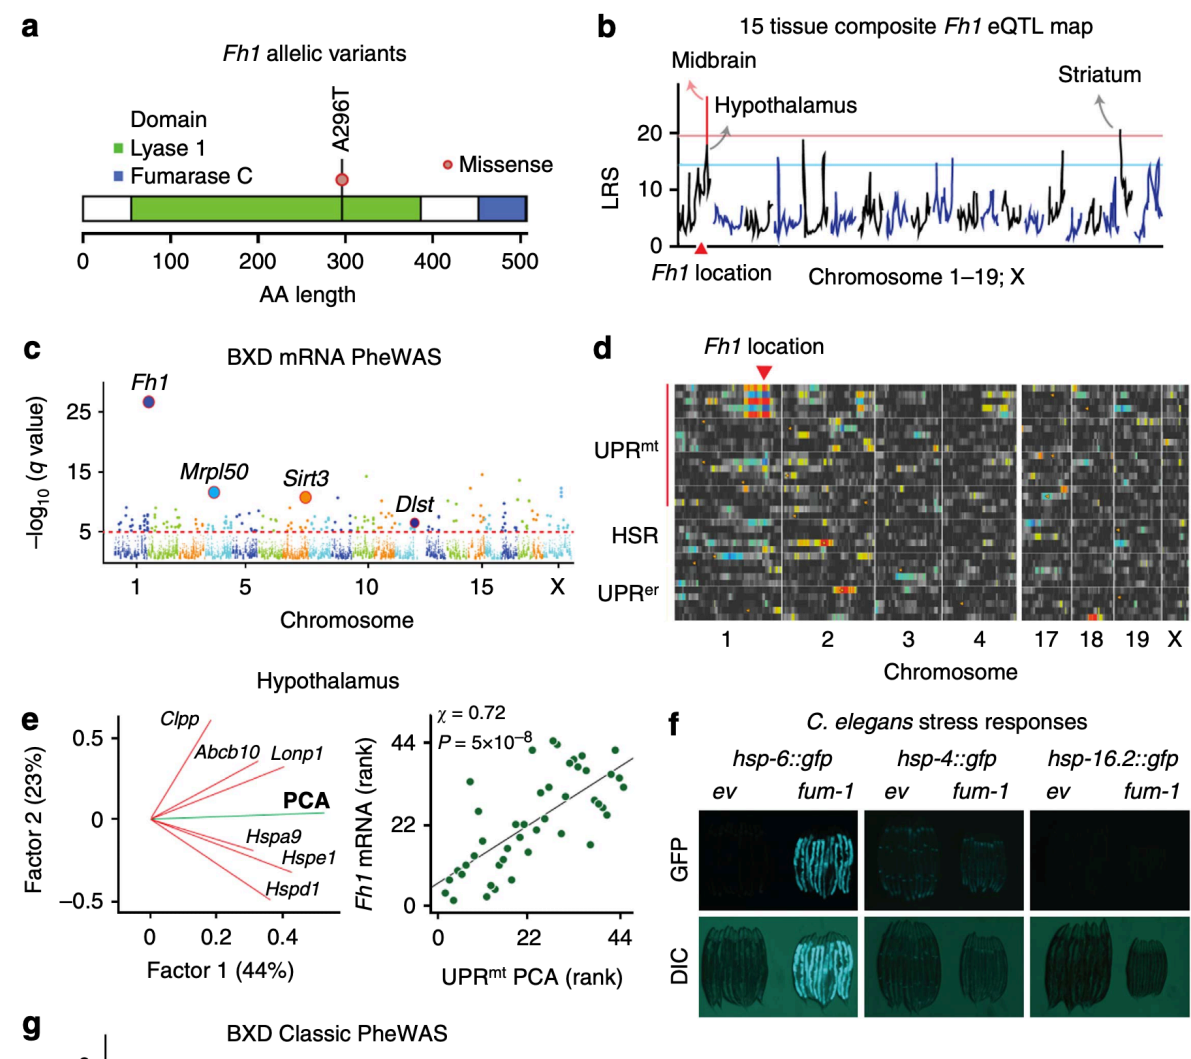 a
Fh1 allelic variants
Domain
Lyase 1
Fumarase C
A296T
Missense
0 100 200 300 400 500
AA length
b
15 tissue composite Fh1 eQTL map
Midbrain
Hypothalamus
Striatum
LRS
20
10
0
Fh1 location
Chromosome 1–19; X
c
BXD mRNA PheWAS
–log10 (q value)
25
15
5
Fh1
Mrpl50
Sirt3
Dlst
1 5 10 15 X
Chromosome
d
Fh1 location
UPRmt
HSR
UPRer
1 2 3 4 17 18 19 X
Chromosome
Hypothalamus
e
Factor 2 (23%)
0.5
0
–0.5
Clpp
Abcb10
Lonp1
PCA
Hspa9
Hspe1
Hspd1
0 0.2 0.4
Factor 1 (44%)
Fh1 mRNA (rank)
χ = 0.72
P = 5×10–8
44
22
0
0 22 44
UPRmt PCA (rank)
f
C. elegans stress responses
hsp-6::gfp hsp-4::gfp hsp-16.2::gfp
ev fum-1 ev fum-1 ev fum-1
GFP
DIC
g
BXD Classic PheWAS